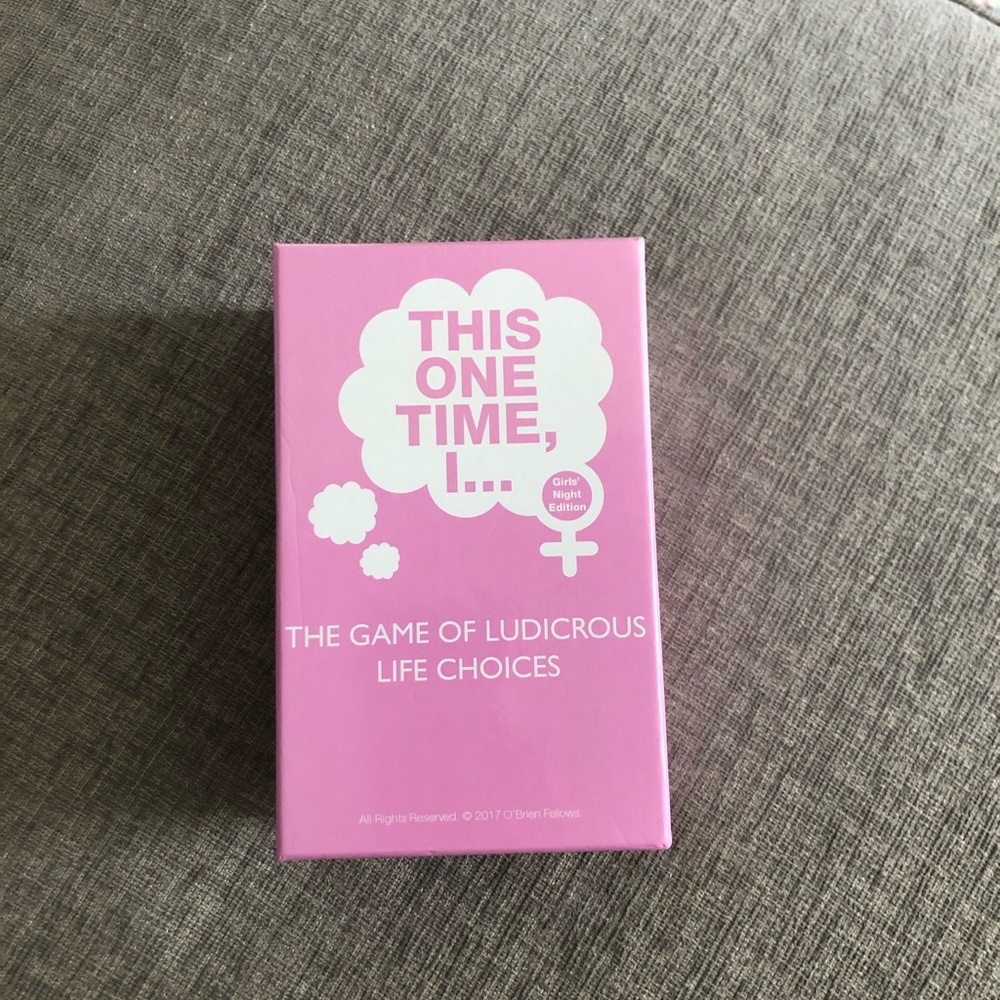 THIS
ONE
TIME,
I...
Girls'
Night
Edition
THE GAME OF LUDICROUS
LIFE CHOICES
All Rights Reserved. © 2017 O'Brien Fellows.